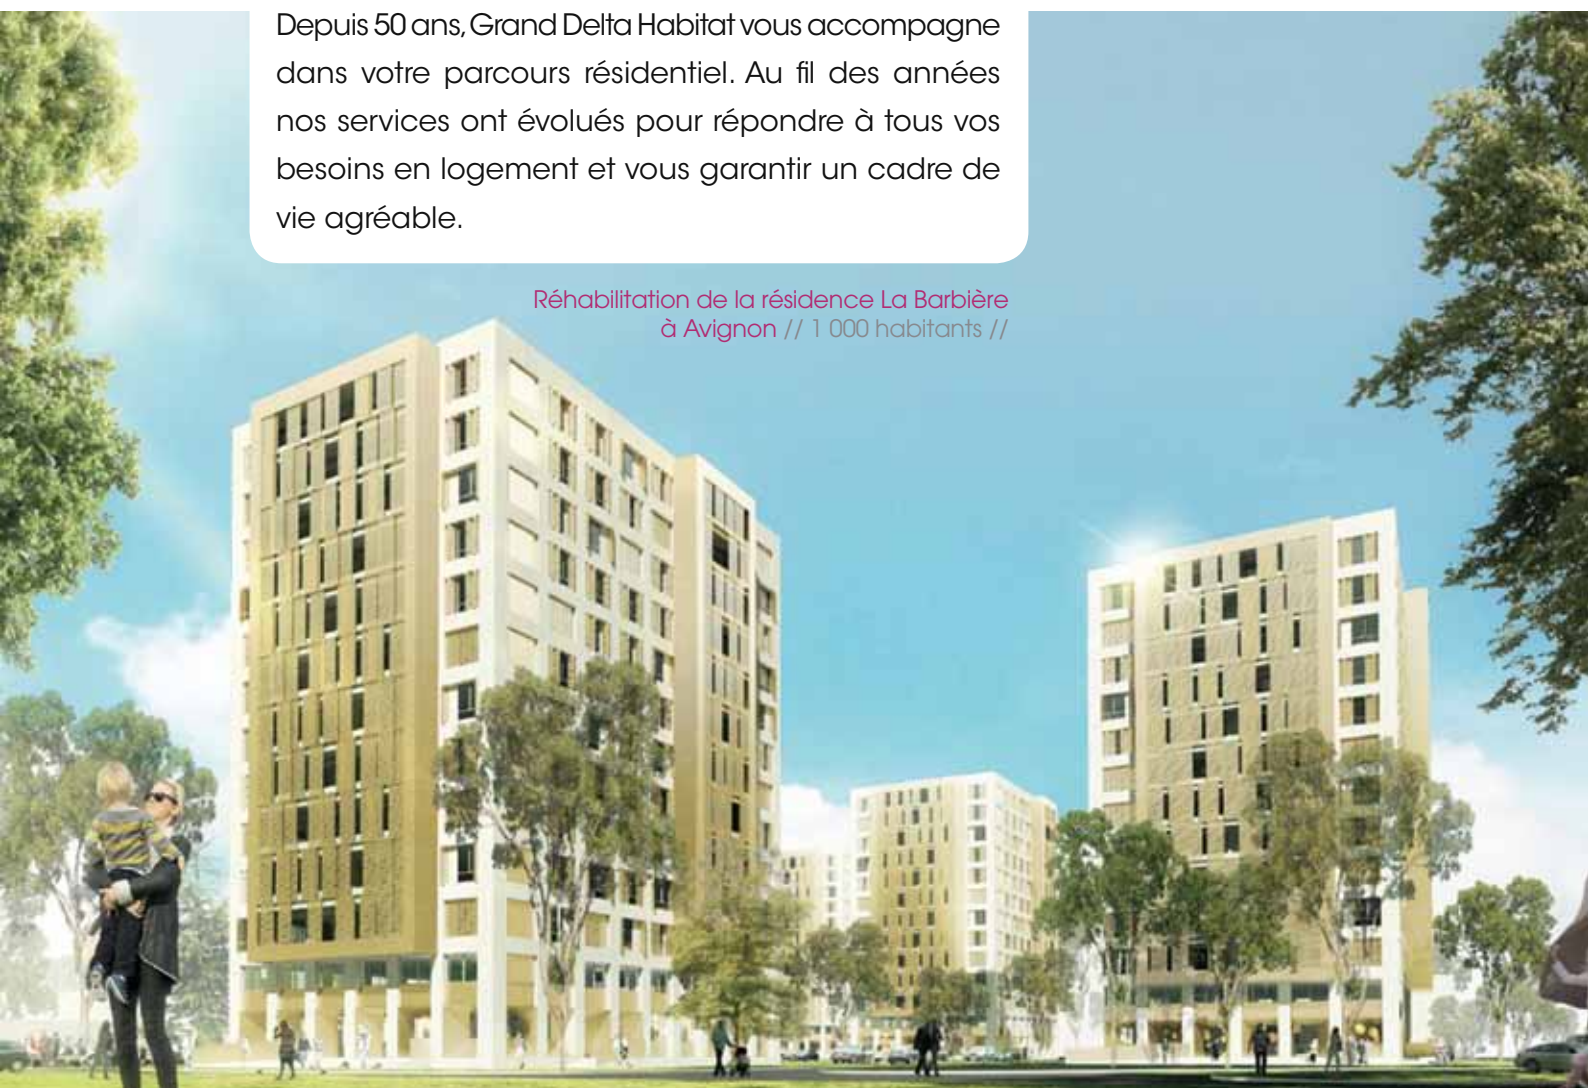 Depuis 50 ans, Grand Delta Habitat vous accompagne
dans votre parcours résidentiel. Au fil des années
nos services ont évolués pour répondre à tous vos
besoins en logement et vous garantir un cadre de
vie agréable.
Réhabilitation de la résidence La Barbière
à Avignon // 1 000 habitants //